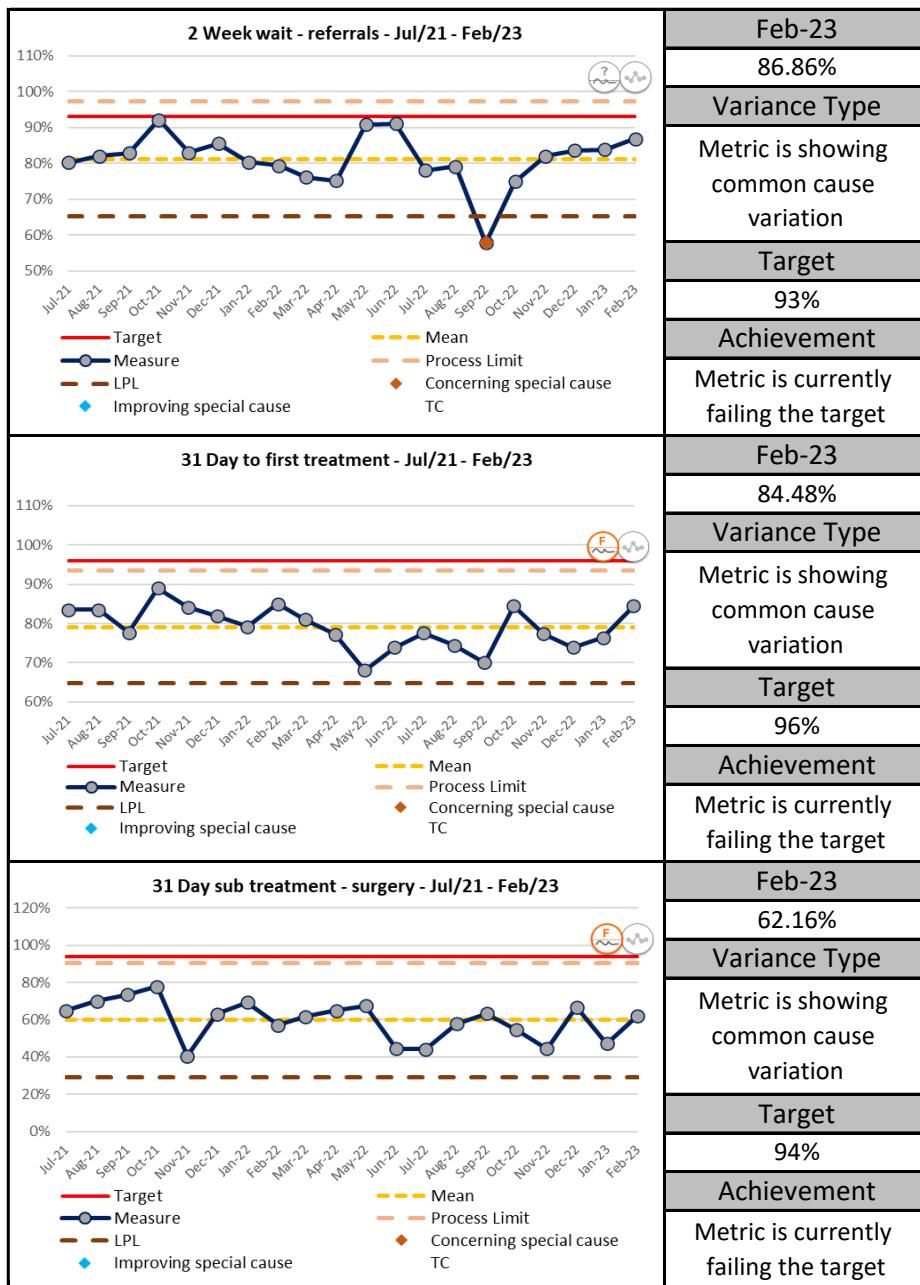 2 Week wait - referrals - Jul/21 - Feb/23
110%
100%
90%
80%
70%
60%
50%
?
Jul-21
Aug-21
Sep-21
Oct-21
Nov-21
Dec-21
Jan-22
Feb-22
Mar-22
Apr-22
May-22
Jun-22
Jul-22
Aug-22
Sep-22
Oct-22
Nov-22
Dec-22
Jan-23
Feb-23
Target
Mean
Measure
Process Limit
LPL
Concerning special cause
Improving special cause
TC
Feb-23
86.86%
Variance Type
Metric is showing
common cause
variation
Target
93%
Achievement
Metric is currently
failing the target
31 Day to first treatment - Jul/21 - Feb/23
110%
100%
90%
80%
70%
60%
F
Jul-21
Aug-21
Sep-21
Oct-21
Nov-21
Dec-21
Jan-22
Feb-22
Mar-22
Apr-22
May-22
Jun-22
Jul-22
Aug-22
Sep-22
Oct-22
Nov-22
Dec-22
Jan-23
Feb-23
Target
Mean
Measure
Process Limit
LPL
Concerning special cause
Improving special cause
TC
Feb-23
84.48%
Variance Type
Metric is showing
common cause
variation
Target
96%
Achievement
Metric is currently
failing the target
31 Day sub treatment - surgery - Jul/21 - Feb/23
120%
100%
80%
60%
40%
20%
0%
F
Jul-21
Aug-21
Sep-21
Oct-21
Nov-21
Dec-21
Jan-22
Feb-22
Mar-22
Apr-22
May-22
Jun-22
Jul-22
Aug-22
Sep-22
Oct-22
Nov-22
Dec-22
Jan-23
Feb-23
Target
Mean
Measure
Process Limit
LPL
Concerning special cause
Improving special cause
TC
Feb-23
62.16%
Variance Type
Metric is showing
common cause
variation
Target
94%
Achievement
Metric is currently
failing the target